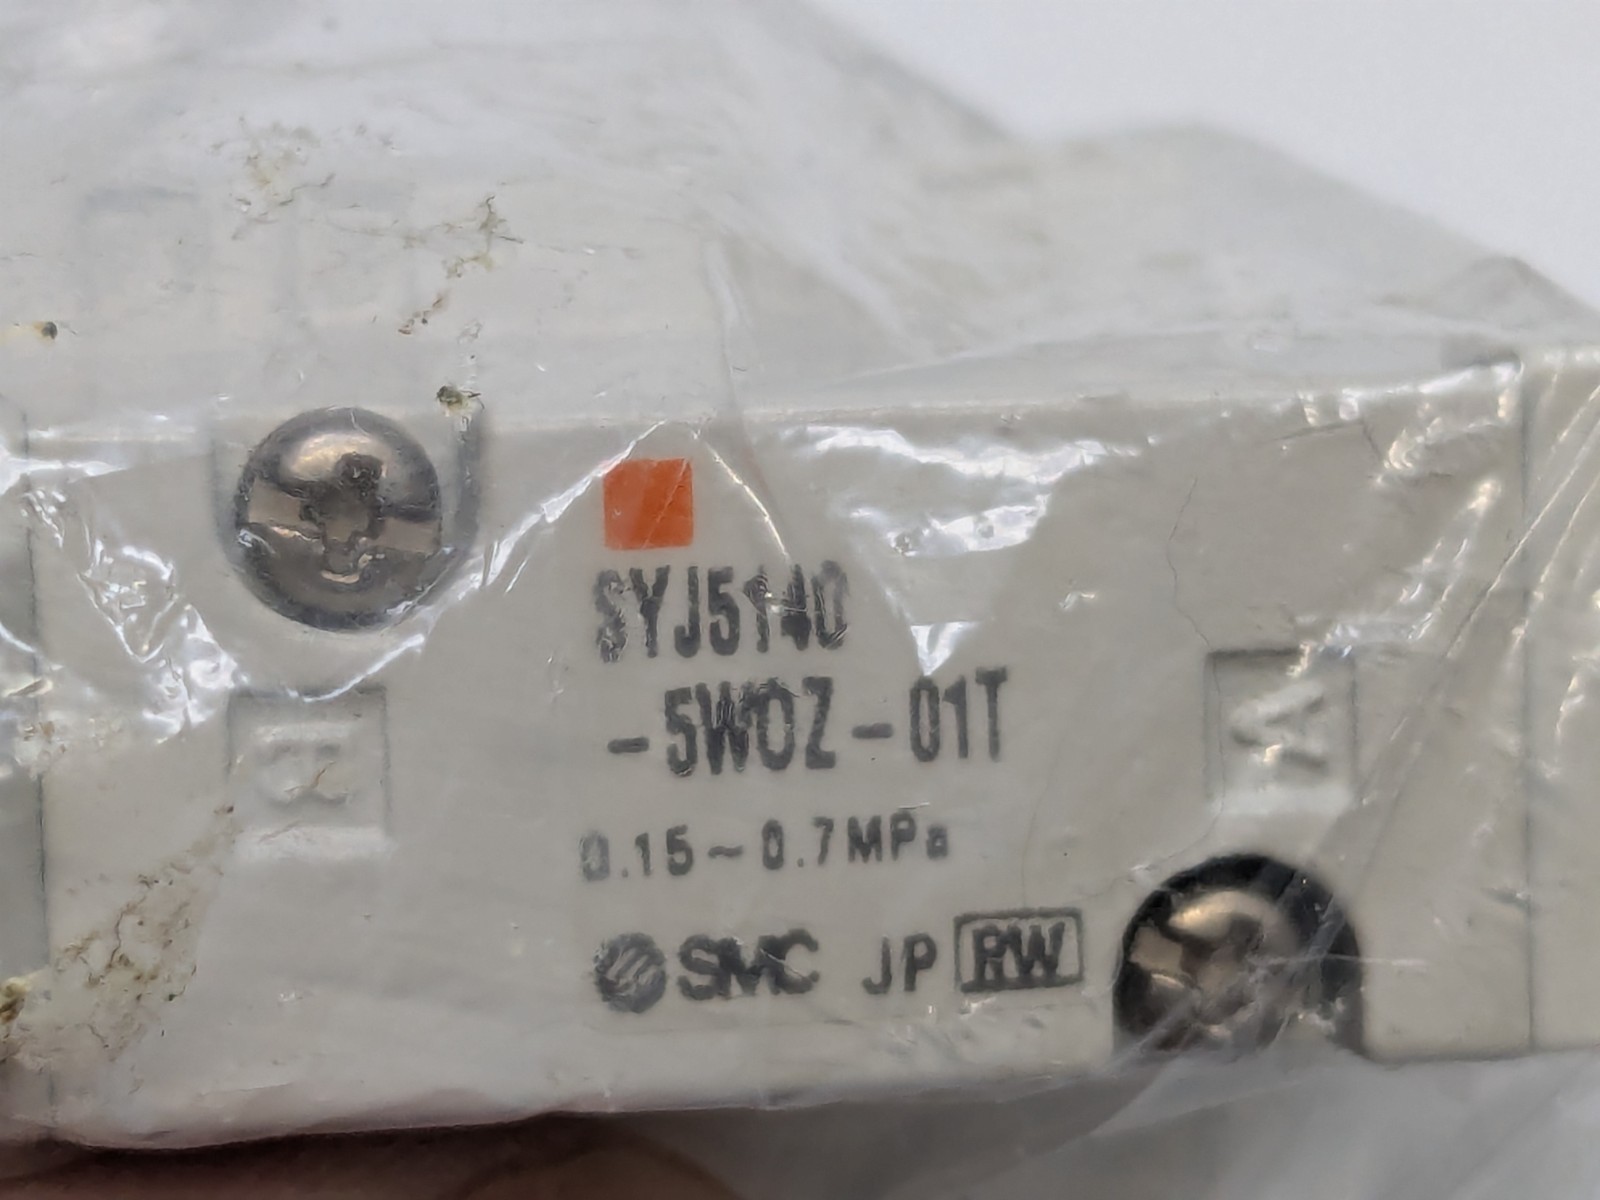 SYJ5140
-5WOZ-01T
0.15~0.7MPa
SMC JP RW
B
A